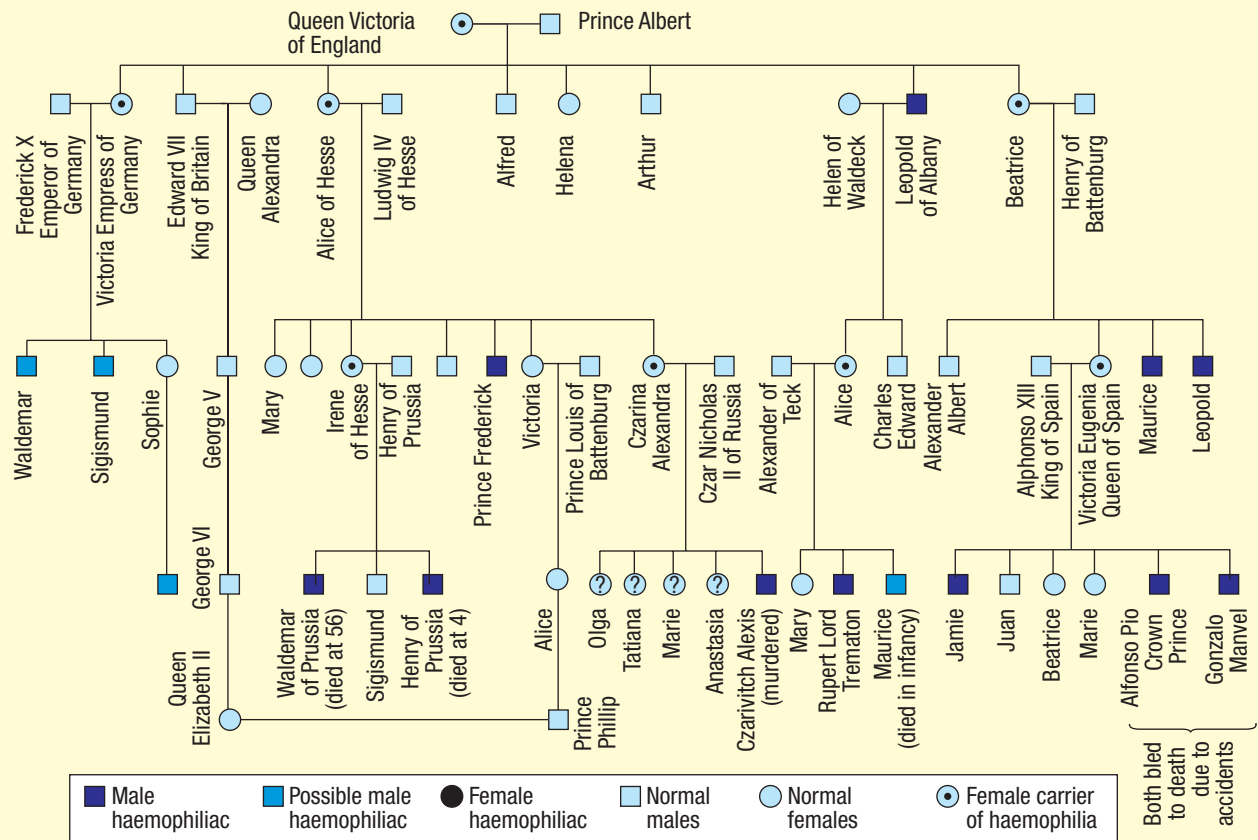 Queen Victoria
of England
Prince Albert
Frederick X
Emperor of
Germany
Victoria Empress of
Germany
Edward VII
King of Britain
Queen
Alexandra
Alice of Hesse
Ludwig IV
of Hesse
Alfred
Helena
Arthur
Helen of
Waldeck
Leopold
of Albany
Beatrice
Henry of
Battenburg
Waldemar
Sigismund
Sophie
George V
Mary
Irene
of Hesse
Henry of
Prussia
Prince Frederick
Victoria
Prince Louis of
Battenburg
Czarina
Alexandra
Czar Nicholas
II of Russia
Alexander of
Teck
Alice
Charles
Edward
Alexander
Albert
Alphonso XIII
King of Spain
Victoria Eugenia
Queen of Spain
Maurice
Leopold
George VI
Waldemar
of Prussia
(died at 56)
Sigismund
Henry of
Prussia
(died at 4)
Alice
?
?
?
?
Olga
Tatiana
Marie
Anastasia
Czarivitch Alexis
(murdered)
Mary
Rupert Lord
Trematon
Maurice
(died in infancy)
Jamie
Juan
Beatrice
Marie
Alfonso Pio
Crown
Prince
Gonzalo
Manvel
Queen
Elizabeth II
Prince
Phillip
Both bled
to death
due to
accidents
Male
haemophiliac
Possible male
haemophiliac
Female
haemophiliac
Normal
males
Normal
females
Female carrier
of haemophilia